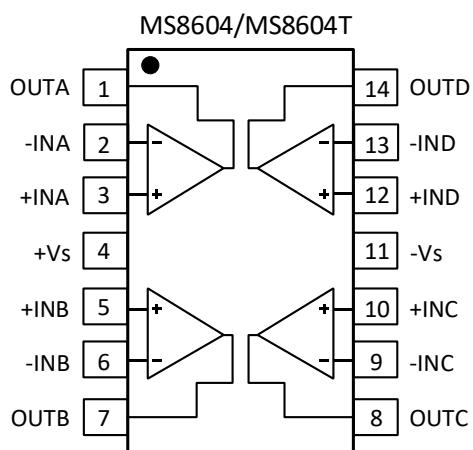 MS8604/MS8604T
OUTA 1 14 OUTD
-INA 2 - - 13 -IND
+INA 3 + + 12 +IND
+Vs 4 11 -Vs
+INB 5 + + 10 +INC
-INB 6 - - 9 -INC
OUTB 7 8 OUTC